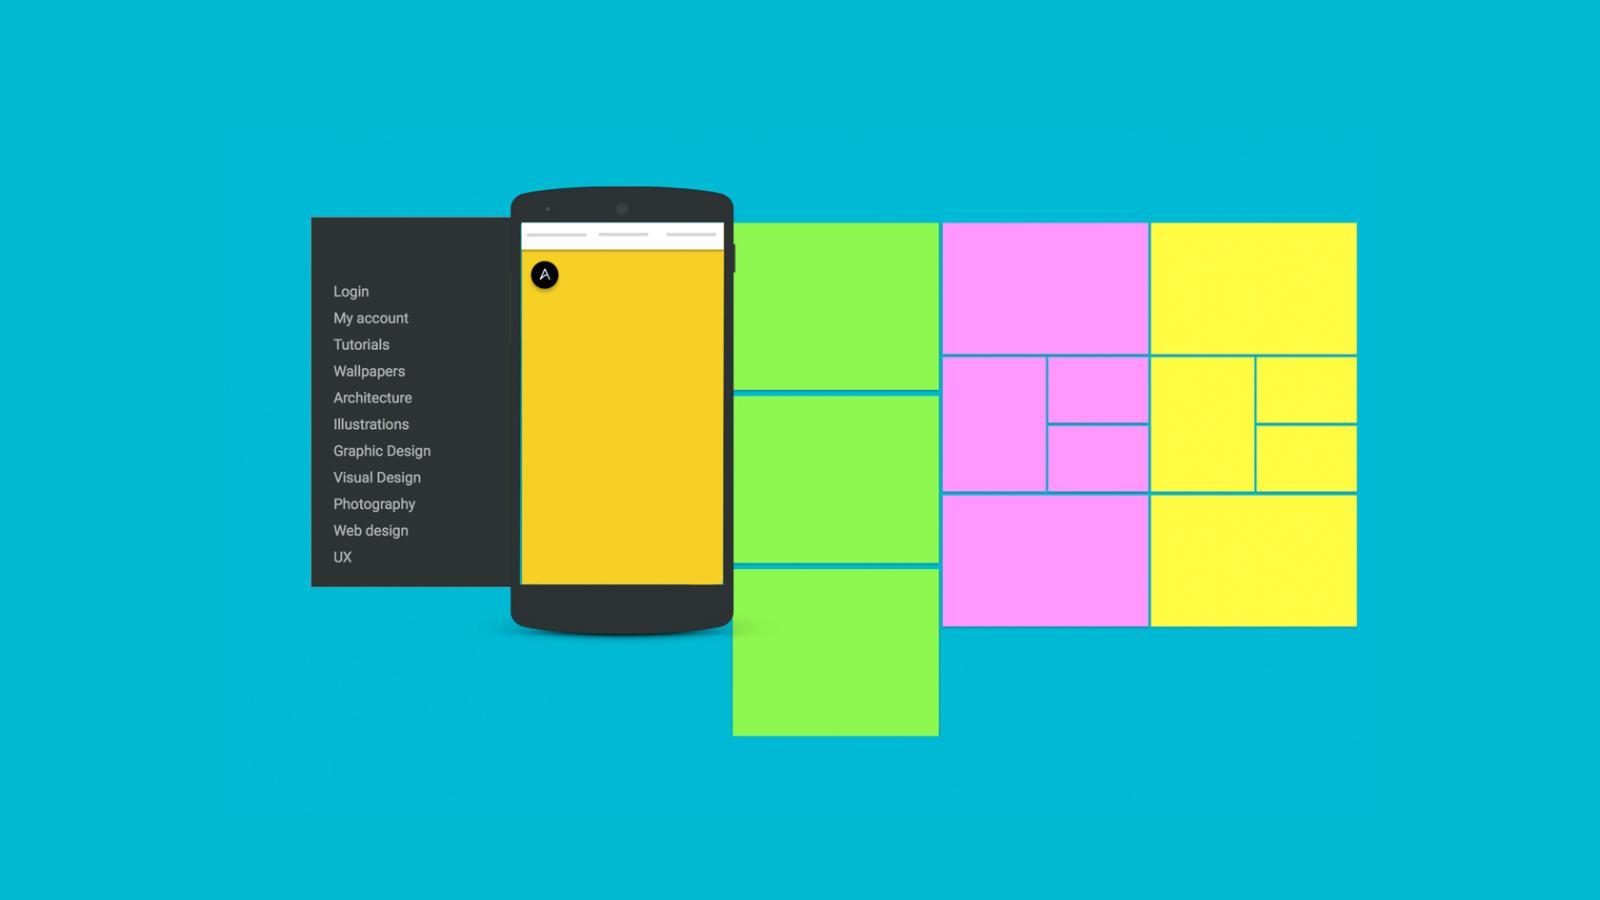 A
Login
My account
Tutorials
Wallpapers
Architecture
Illustrations
Graphic Design
Visual Design
Photography
Web design
UX